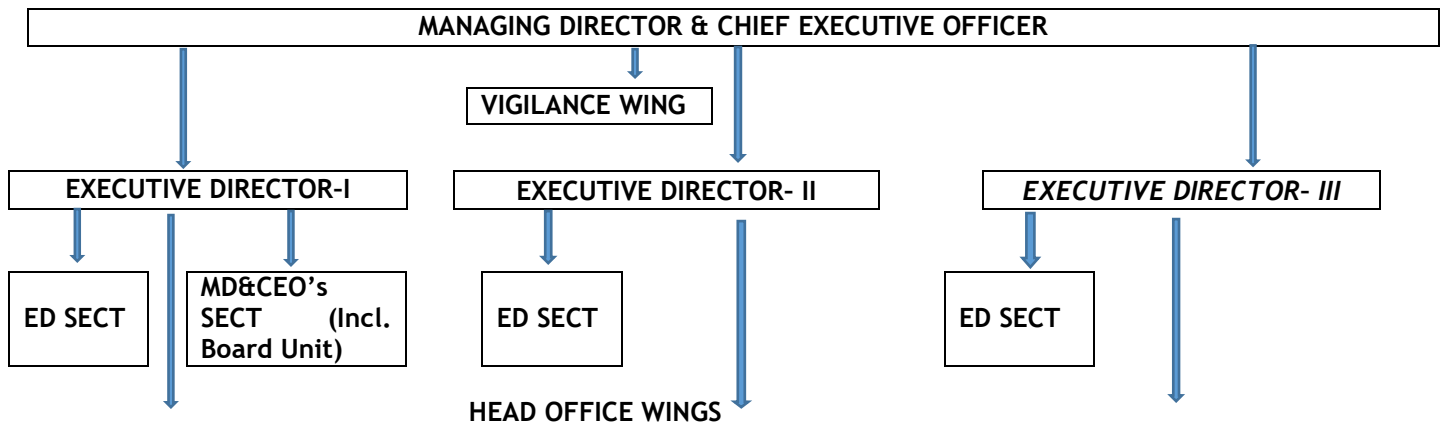 MANAGING DIRECTOR & CHIEF EXECUTIVE OFFICER
VIGILANCE WING
EXECUTIVE DIRECTOR-I
EXECUTIVE DIRECTOR- II
EXECUTIVE DIRECTOR- III
ED SECT
MD&CEO’s
SECT (Incl.
Board Unit)
ED SECT
ED SECT
HEAD OFFICE WINGS